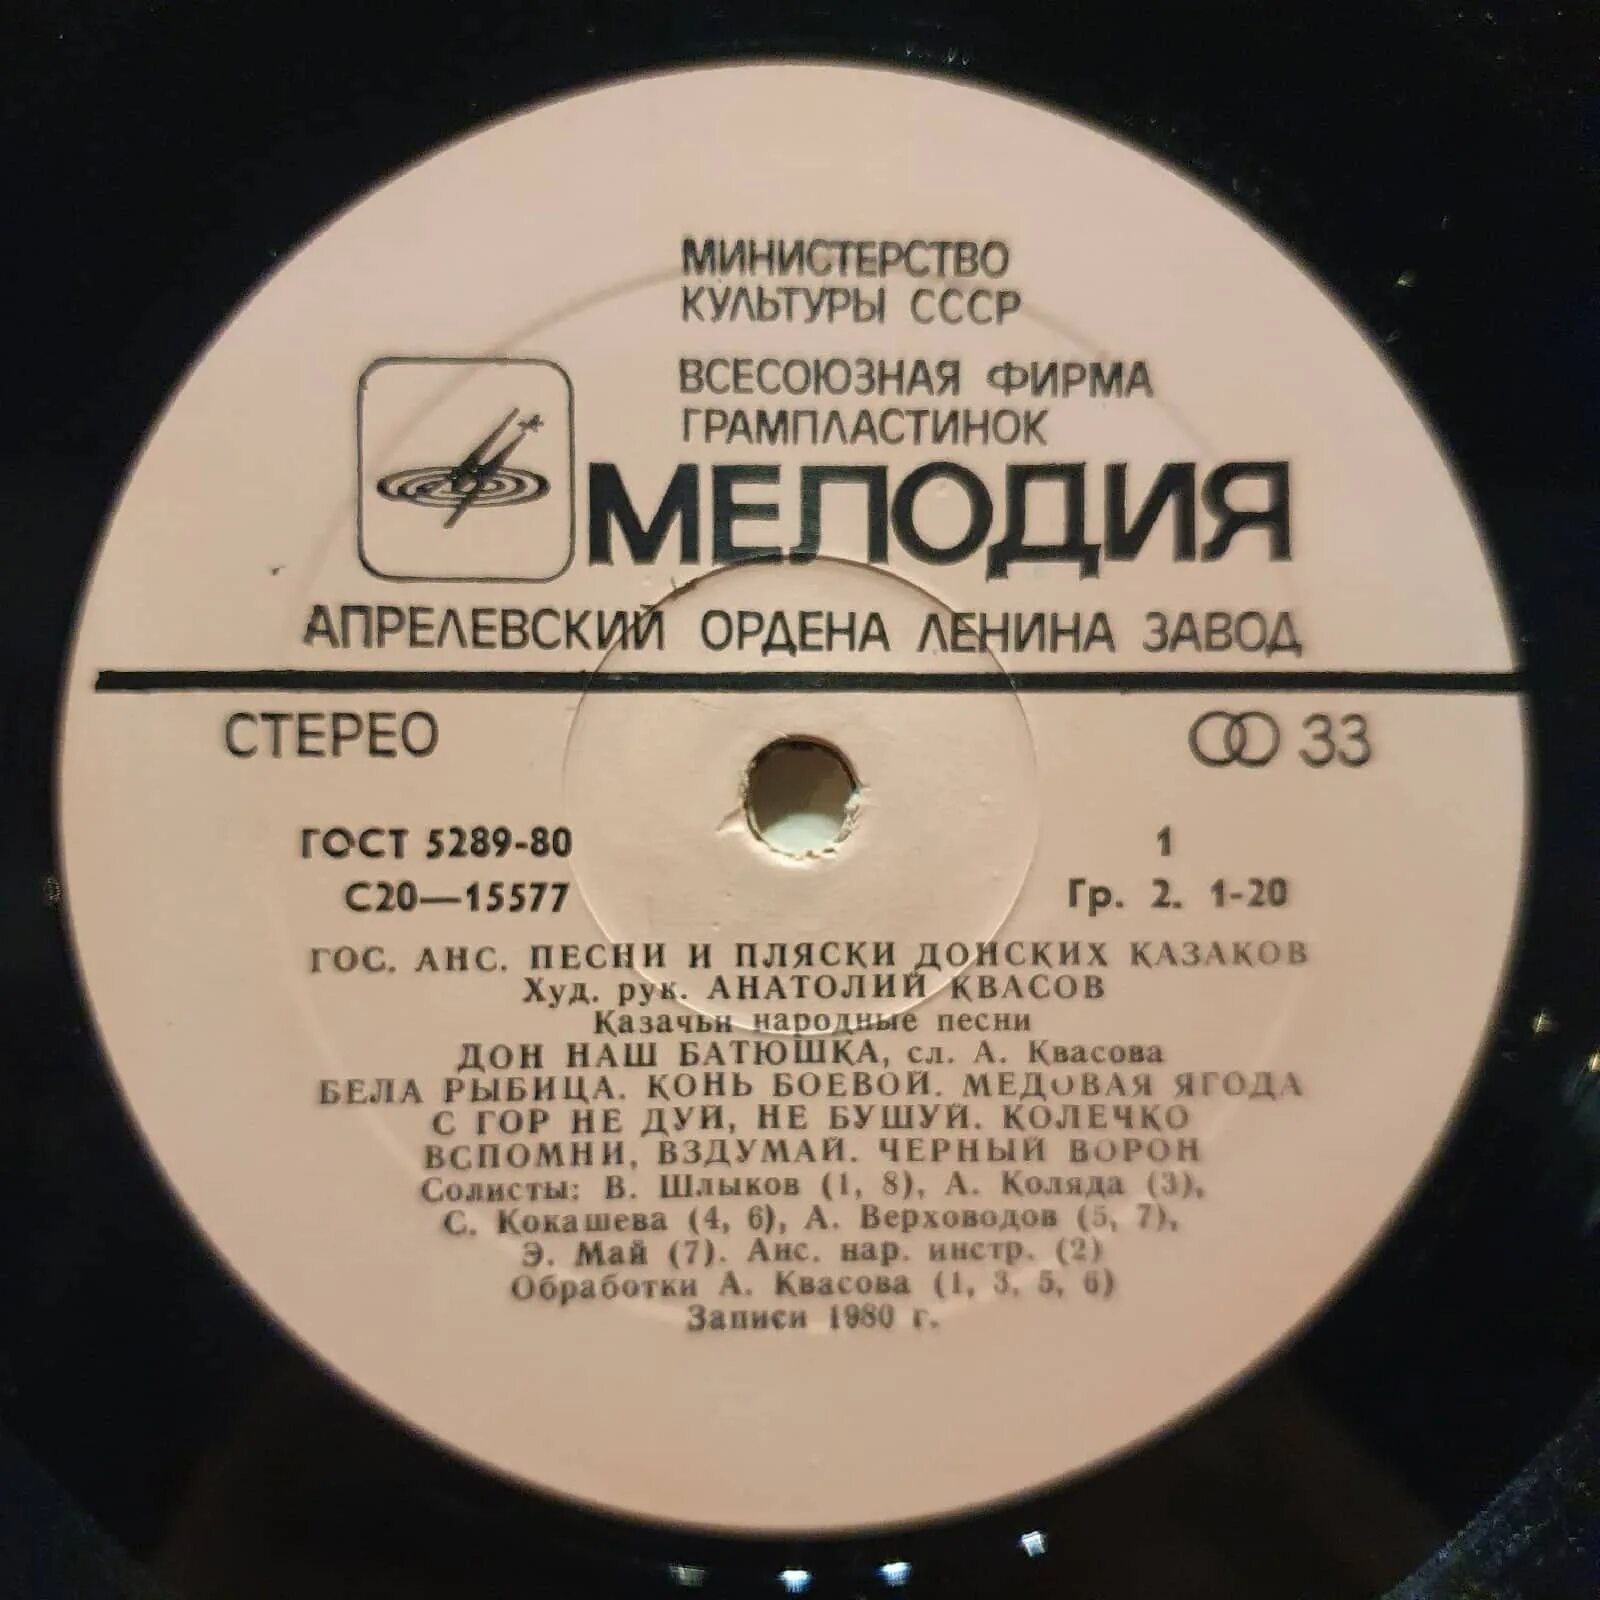 МИНИСТЕРСТВО
КУЛЬТУРЫ СССР
ВСЕСОЮЗНАЯ ФИРМА
ГРАМПЛАСТИНОК
МЕЛОДИЯ
АПРЕЛЕВСКИЙ ОРДЕНА ЛЕНИНА ЗАВОД
СТЕРЕО 33
ГОСТ 5289-80 1
С20—15577 Гр. 2. 1-20
ГОС. АНС. ПЕСНИ И ПЛЯСКИ ДОНСКИХ КАЗАКОВ
Худ. рук. АНАТОЛИЙ КВАСОВ
Казачьи народные песни
ДОН НАШ БАТЮШКА, сл. А. Квасова
БЕЛА РЫБИЦА. КОНЬ БОЕВОЙ. МЕДОВАЯ ЯГОДА
С ГОР НЕ ДУЙ, НЕ БУШУЙ. КОЛЕЧКО
ВСПОМНИ, ВЗДУМАЙ. ЧЕРНЫЙ ВОРОН
Солисты: В. Шлыков (1, 8), А. Коляда (3),
С. Кокашева (4, 6), А. Верховодов (5, 7),
Э. Май (7). Анс. нар. инстр. (2)
Обработки А. Квасова (1, 3, 5, 6)
Записи 1980 г.